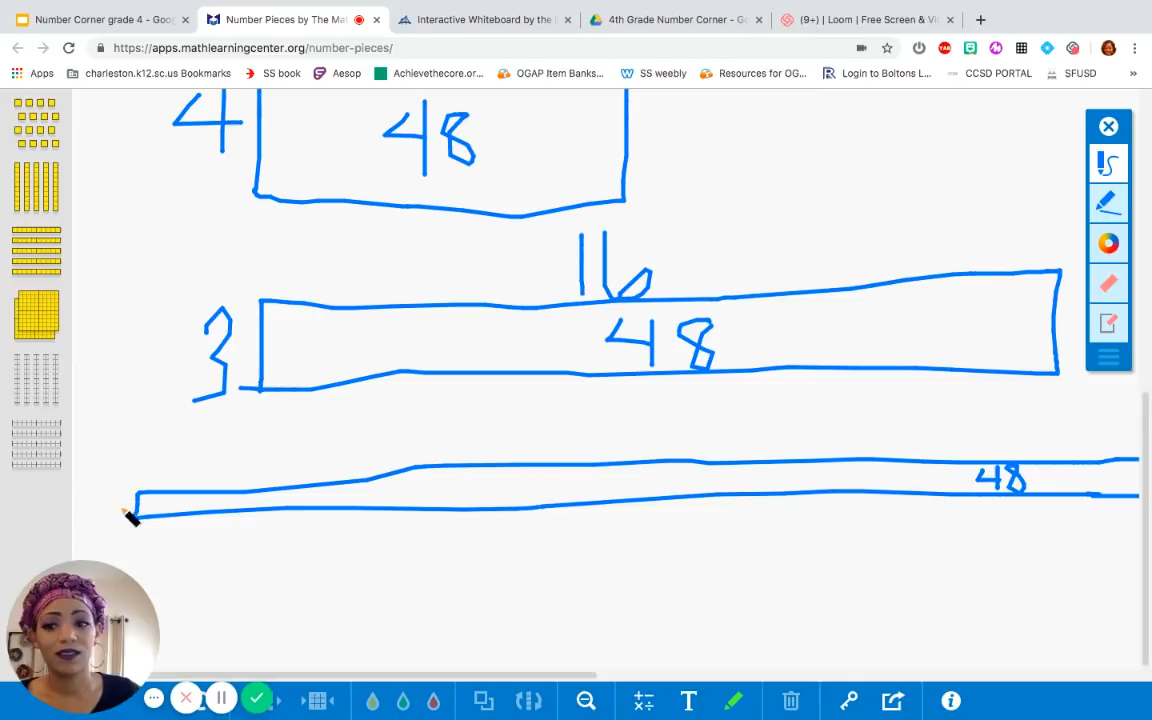 Number Corner grade 4 - Goog
Number Pieces by The Mat
Interactive Whiteboard by the
4th Grade Number Corner - Go
(9+) | Loom | Free Screen & Vi
https://apps.mathlearningcenter.org/number-pieces/
Apps
charleston.k12.sc.us Bookmarks
SS book
Aesop
Achievethecore.or...
OGAP Item Banks...
SS weekly
Resources for OG...
Login to Boltons L...
CCSD PORTAL
SFUSD
4
48
16
3
48
48